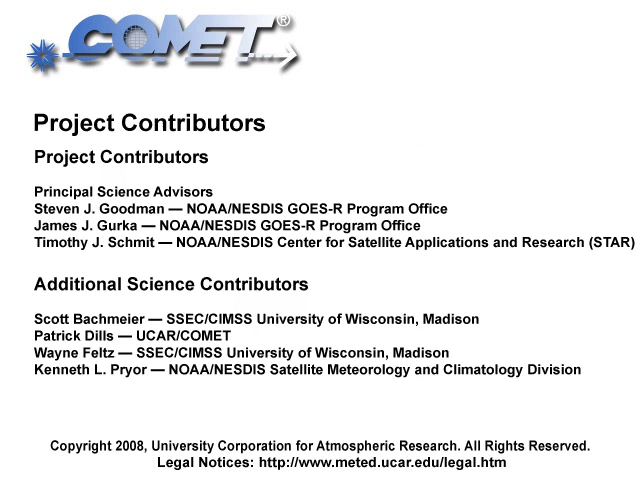 COMET®
Project Contributors
Project Contributors
Principal Science Advisors
Steven J. Goodman — NOAA/NESDIS GOES-R Program Office
James J. Gurka — NOAA/NESDIS GOES-R Program Office
Timothy J. Schmit — NOAA/NESDIS Center for Satellite Applications and Research (STAR)
Additional Science Contributors
Scott Bachmeier — SSEC/CIMSS University of Wisconsin, Madison
Patrick Dills — UCAR/COMET
Wayne Feltz — SSEC/CIMSS University of Wisconsin, Madison
Kenneth L. Pryor — NOAA/NESDIS Satellite Meteorology and Climatology Division
Copyright 2008, University Corporation for Atmospheric Research. All Rights Reserved.
Legal Notices: http://www.meted.ucar.edu/legal.htm